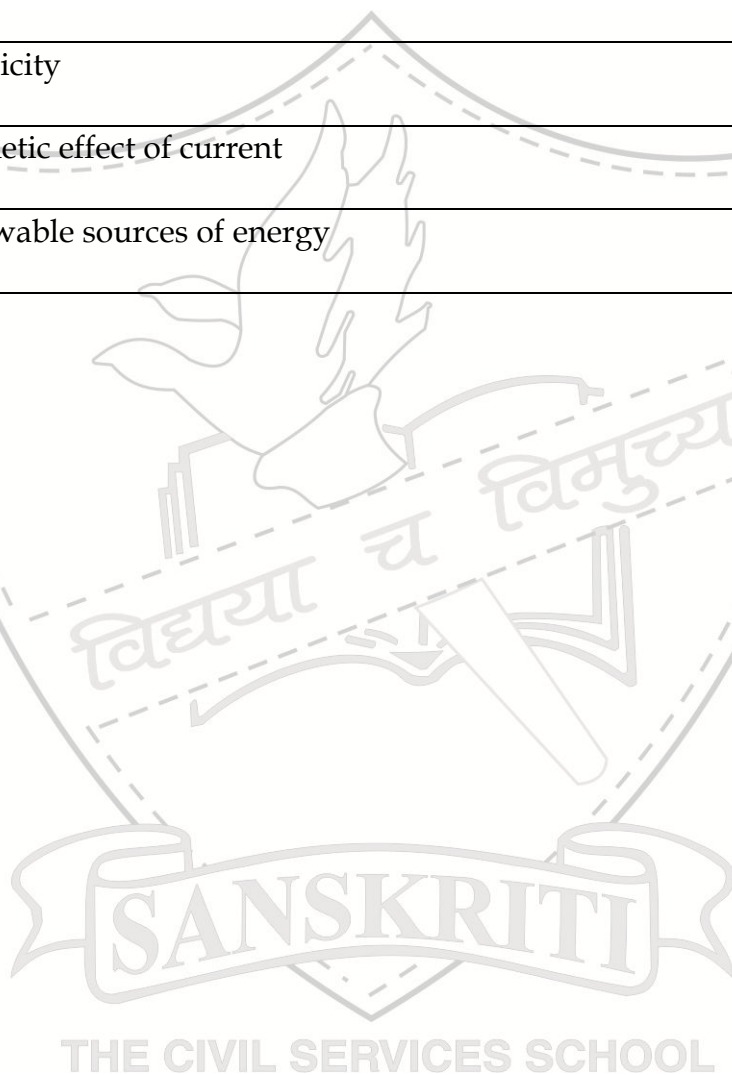 icity
etic effect of current
wable sources of energy
विद्यया च विमुच्य
SANSKRITI
THE CIVIL SERVICES SCHOOL